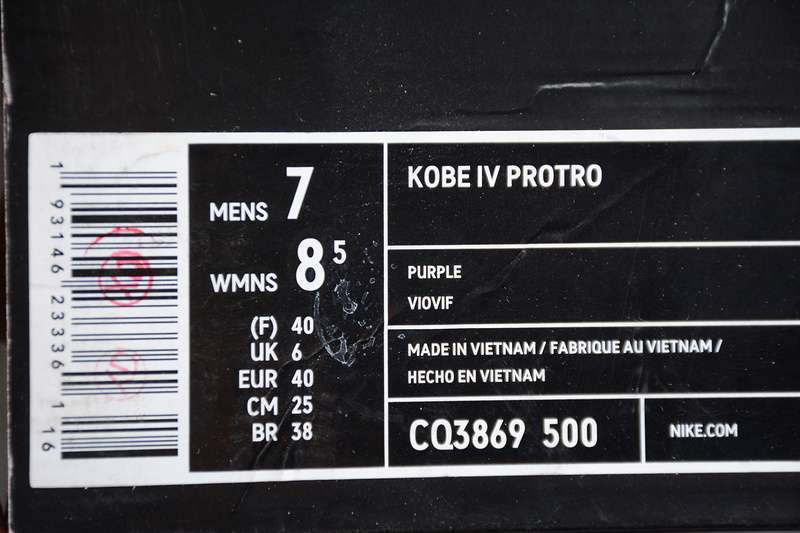 1 93146 23336 1 16
MENS 7
WMNS 8 5
(F) 40
UK 6
EUR 40
CM 25
BR 38
KOBE IV PROTRO
PURPLE
VIOVIF
MADE IN VIETNAM / FABRIQUE AU VIETNAM /
HECHO EN VIETNAM
CQ3869 500
NIKE.COM